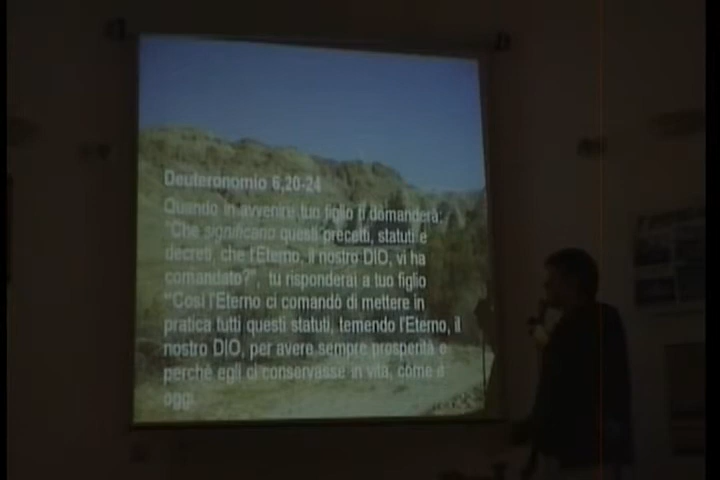 Deuteronomio 6,20-24
Quando in avvenire tuo figlio ti domanderà:
"Che significano questi precetti, statuti e
decreti, che l'Eterno, il nostro DIO, vi ha
comandato?", tu risponderai a tuo figlio
"Così l'Eterno ci comandò di mettere in
pratica tutti questi statuti, temendo l'Eterno, il
nostro DIO, per avere sempre prosperità e
perchè egli ci conservasse in vita, come è
oggi.